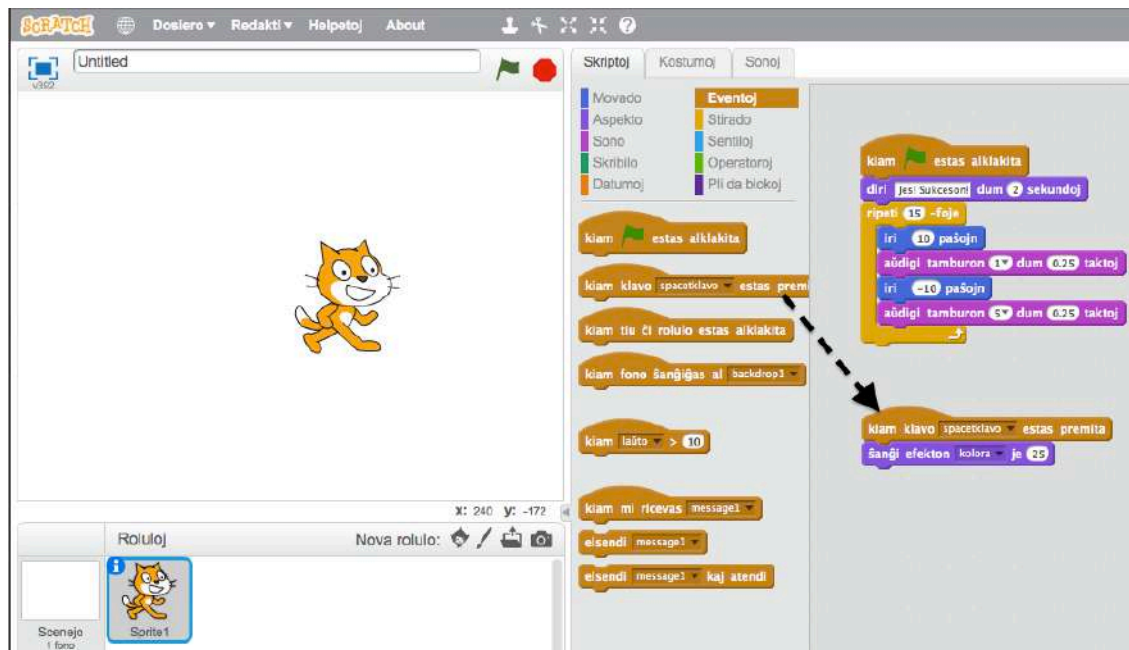 SCRATCH Dosiero Redakti Helpetoj About
v392
Untitled
x: 240 y: -172
Roluloj Nova rolulo:
Scenejo
1 fono
Sprite1
Skriptoj Kostumoj Sonoj
Movado
Aspekto
Sono
Skribilo
Datumoj
Eventoj
Stirado
Sentiloj
Operatoroj
Pli da blokoj
kiam estas alklakita
kiam klavo spacetklavo estas premi
kiam tiu ĉi rolulo estas alklakita
kiam fono ŝanĝiĝas al backdrop1
kiam laŭto > 10
kiam mi ricevas message1
elsendi message1
elsendi message1 kaj atendi
kiam estas alklakita
diri Jes! Sukceson! dum 2 sekundoj
ripeti 15 -foje
iri 10 paŝojn
aŭdigi tamburon 1 dum 0.25 taktoj
iri -10 paŝojn
aŭdigi tamburon 5 dum 0.25 taktoj
kiam klavo spacetklavo estas premita
ŝanĝi efekton kolora je 25